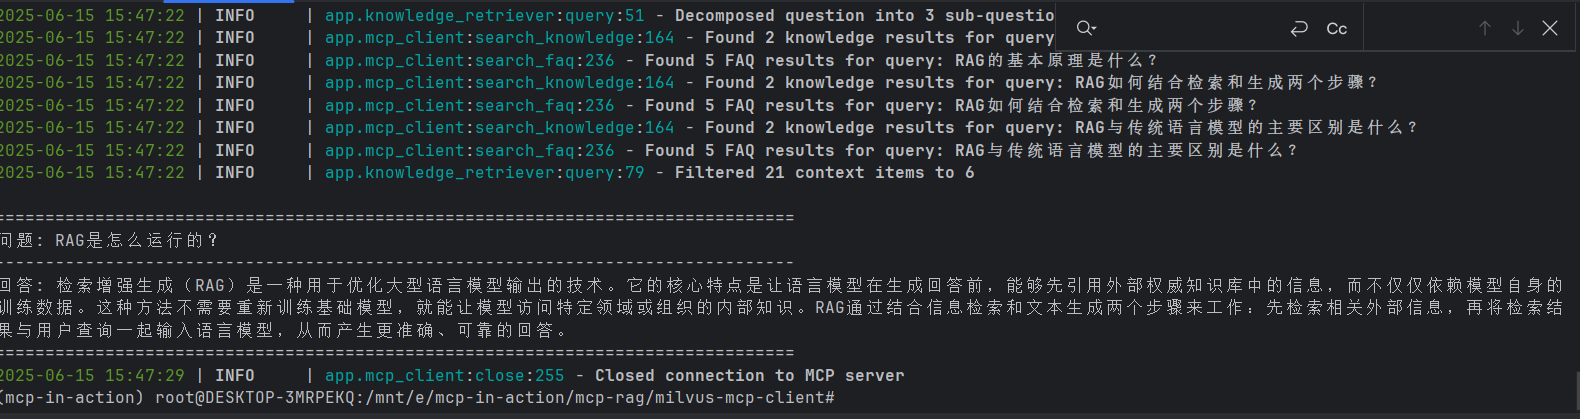 2025-06-15 15:47:22 | INFO     | app.knowledge_retriever:query:51 - Decomposed question into 3 sub-questio
Cc
2025-06-15 15:47:22 | INFO     | app.mcp_client:search_knowledge:164 - Found 2 knowledge results for query
2025-06-15 15:47:22 | INFO     | app.mcp_client:search_faq:236 - Found 5 FAQ results for query: RAG的基本原理是什么?
2025-06-15 15:47:22 | INFO     | app.mcp_client:search_knowledge:164 - Found 2 knowledge results for query: RAG如何结合检索和生成两个步骤?
2025-06-15 15:47:22 | INFO     | app.mcp_client:search_faq:236 - Found 5 FAQ results for query: RAG如何结合检索和生成两个步骤?
2025-06-15 15:47:22 | INFO     | app.mcp_client:search_knowledge:164 - Found 2 knowledge results for query: RAG与传统语言模型的主要区别是什么?
2025-06-15 15:47:22 | INFO     | app.mcp_client:search_faq:236 - Found 5 FAQ results for query: RAG与传统语言模型的主要区别是什么?
2025-06-15 15:47:22 | INFO     | app.knowledge_retriever:query:79 - Filtered 21 context items to 6
================================================================================
问题: RAG是怎么运行的?
--------------------------------------------------------------------------------
回答: 检索增强生成（RAG）是一种用于优化大型语言模型输出的技术。它的核心特点是让语言模型在生成回答前，能够先引用外部权威知识库中的信息，而不仅仅依赖模型自身的
训练数据。这种方法不需要重新训练基础模型，就能让模型访问特定领域或组织的内部知识。RAG通过结合信息检索和文本生成两个步骤来工作：先检索相关外部信息，再将检索结
果与用户查询一起输入语言模型，从而产生更准确、可靠的回答。
================================================================================
2025-06-15 15:47:29 | INFO     | app.mcp_client:close:255 - Closed connection to MCP server
(mcp-in-action) root@DESKTOP-3MRPEKQ:/mnt/e/mcp-in-action/mcp-rag/milvus-mcp-client#